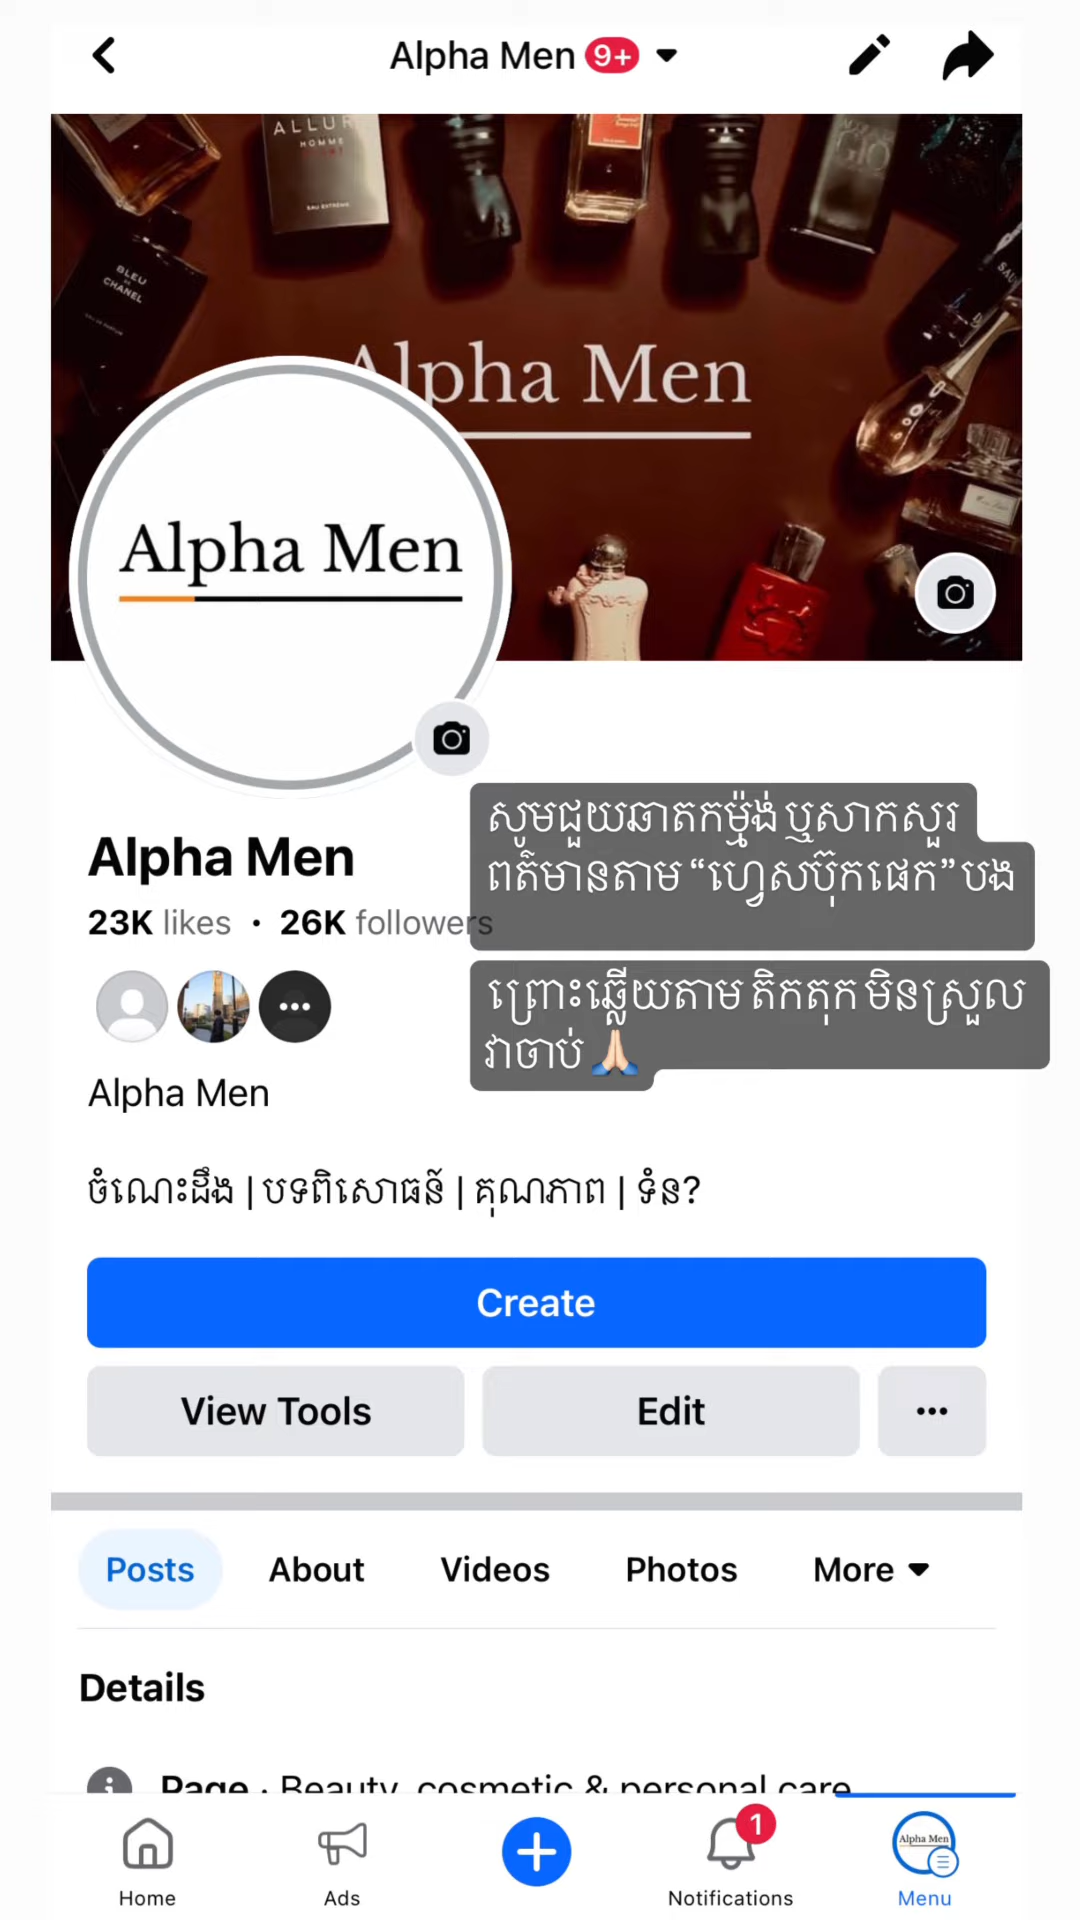 Alpha Men 9+
ALLUR
HOMME
EAU EXTRÊME
BLEU
DE
CHANEL
Alpha Men
Alpha Men
សូមជួយឆាតកម្ម៉ង់ ឬសាកសួរ
ពត៌មានតាម “ហ្វេសប៊ុកផេក” បង
Alpha Men
23K likes · 26K followers
ព្រោះឆ្លើយតាម តិកតុក មិនស្រួល
វាចាប់🙏🏻
Alpha Men
ចំណេះដឹង | បទពិសោធន៍ | គុណភាព | ទំន?
Create
View Tools
Edit
Posts
About
Videos
Photos
More
Details
Page · Beauty, cosmetic & personal care
1
Alpha Men
Home
Ads
Notifications
Menu